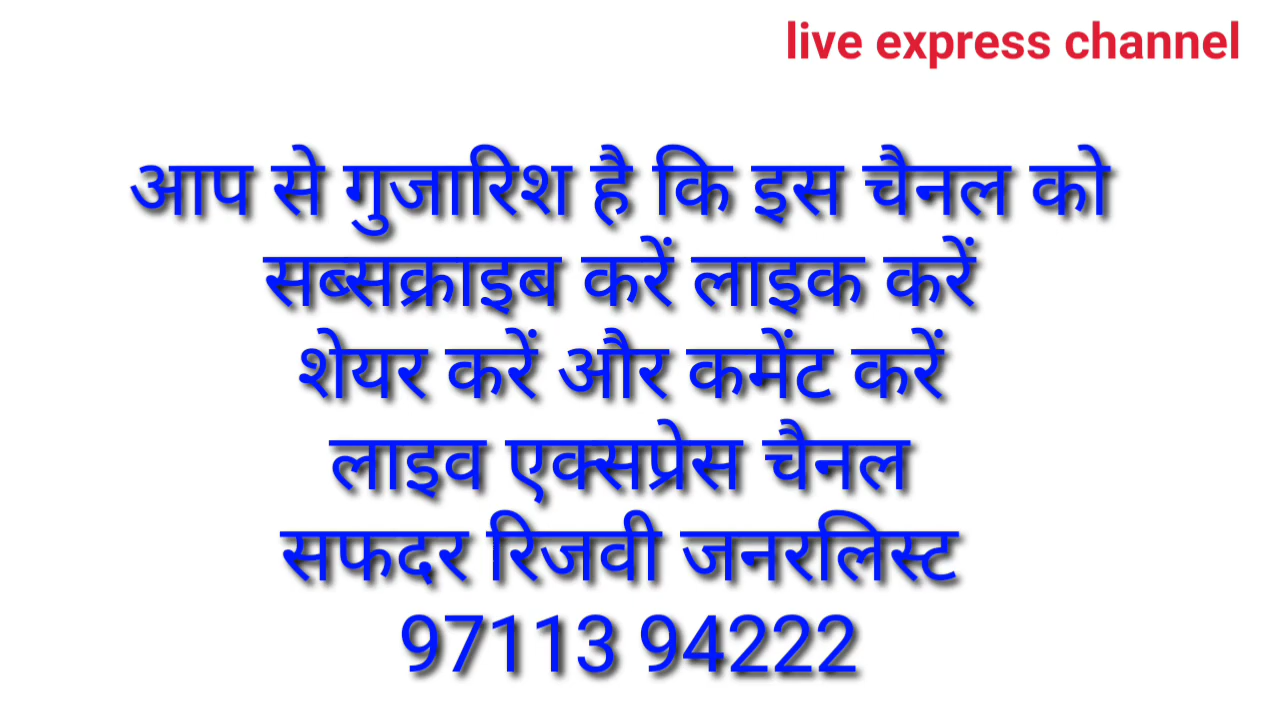 live express channel
आप से गुजारिश है कि इस चैनल को
सब्सक्राइब करें लाइक करें
शेयर करें और कमेंट करें
लाइव एक्सप्रेस चैनल
सफदर रिजवी जनरलिस्ट
97113 94222